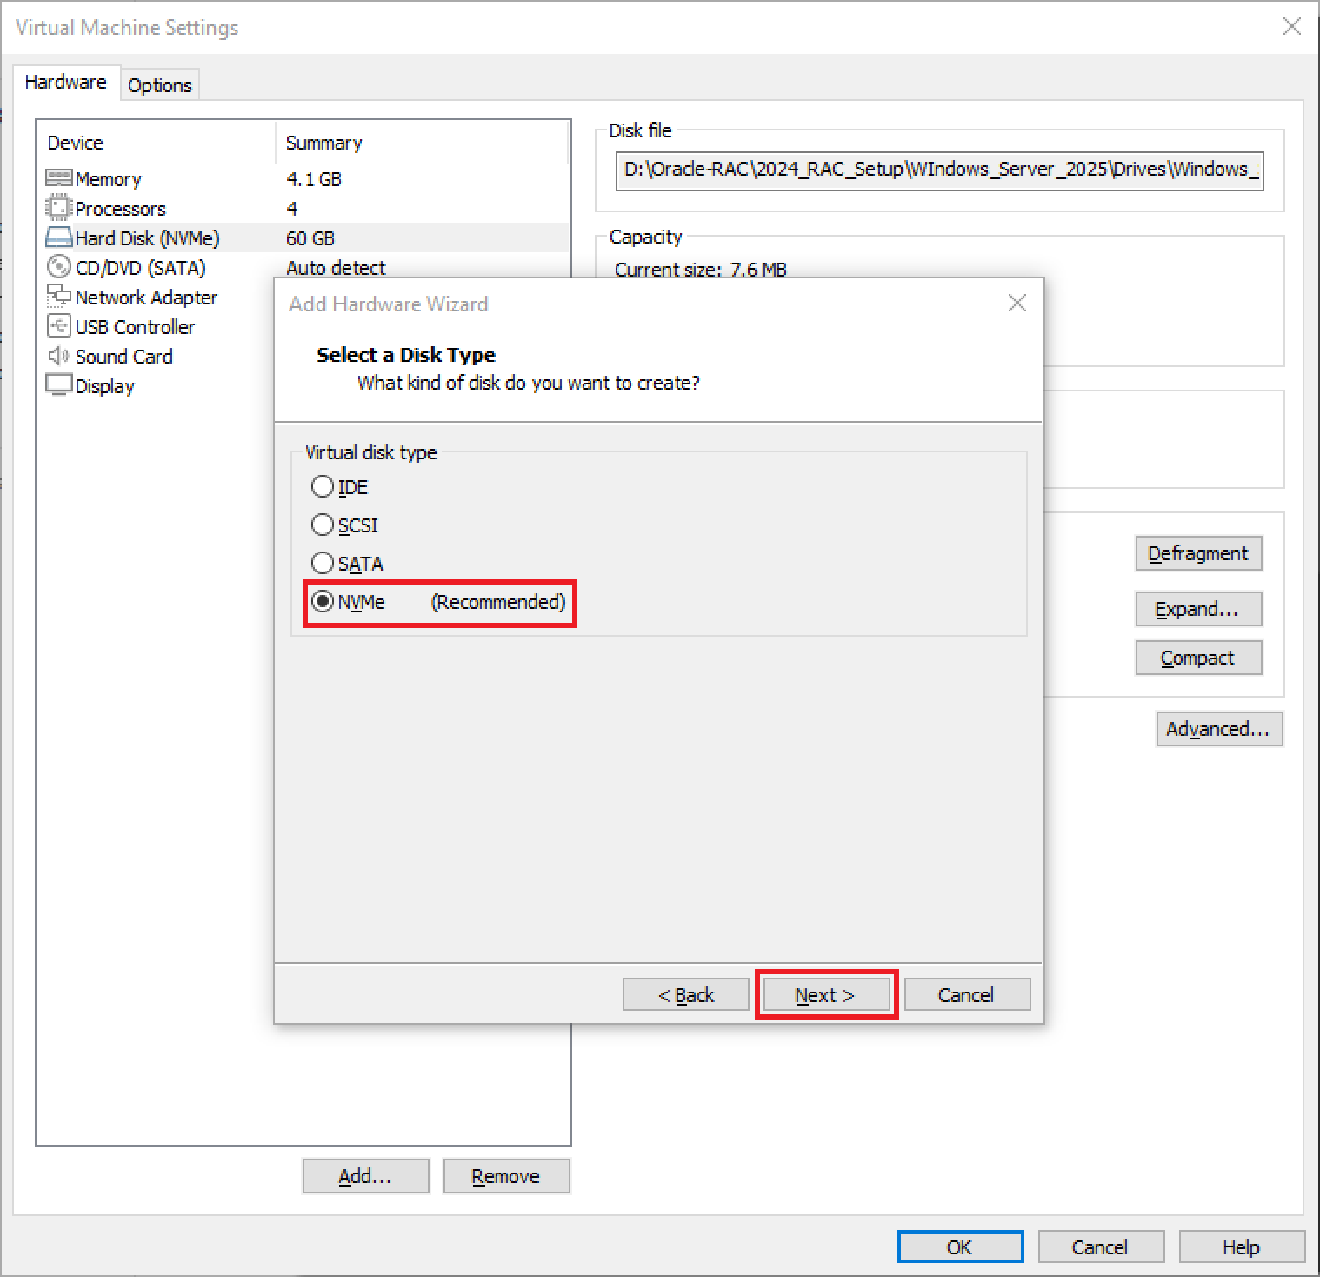 Virtual Machine Settings
Hardware
Options
Device Summary
Memory 4.1 GB
Processors 4
Hard Disk (NVMe) 60 GB
CD/DVD (SATA) Auto detect
Network Adapter
USB Controller
Sound Card
Display
Disk file
D:\Oracle-RAC\2024_RAC_Setup\WIndows_Server_2025\Drives\Windows_
Capacity
Current size: 7.6 MB
Add Hardware Wizard
Select a Disk Type
What kind of disk do you want to create?
Virtual disk type
IDE
SCSI
SATA
NVMe (Recommended)
< Back Next > Cancel
Defragment
Expand...
Compact
Advanced...
Add... Remove
OK Cancel Help